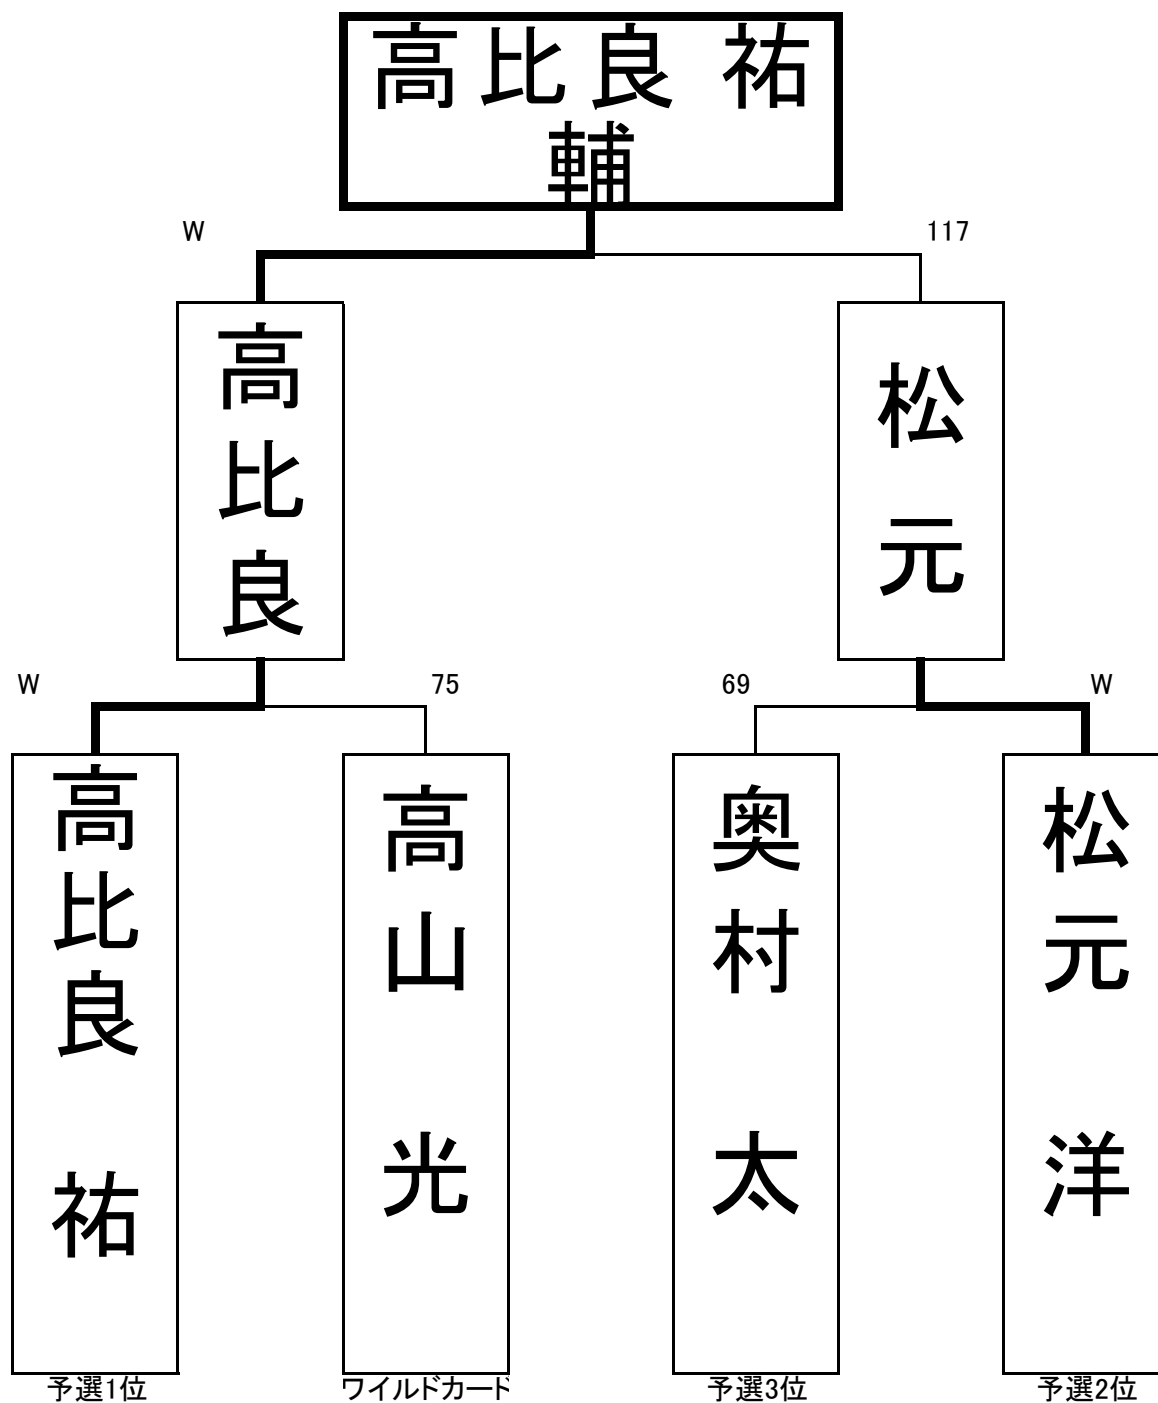 高比良 祐
輔
W
117
高比良
松元
W
75
69
W
高比良 祐
高山 光
奥村 太
松元 洋
予選1位
ワイルドカード
予選3位
予選2位